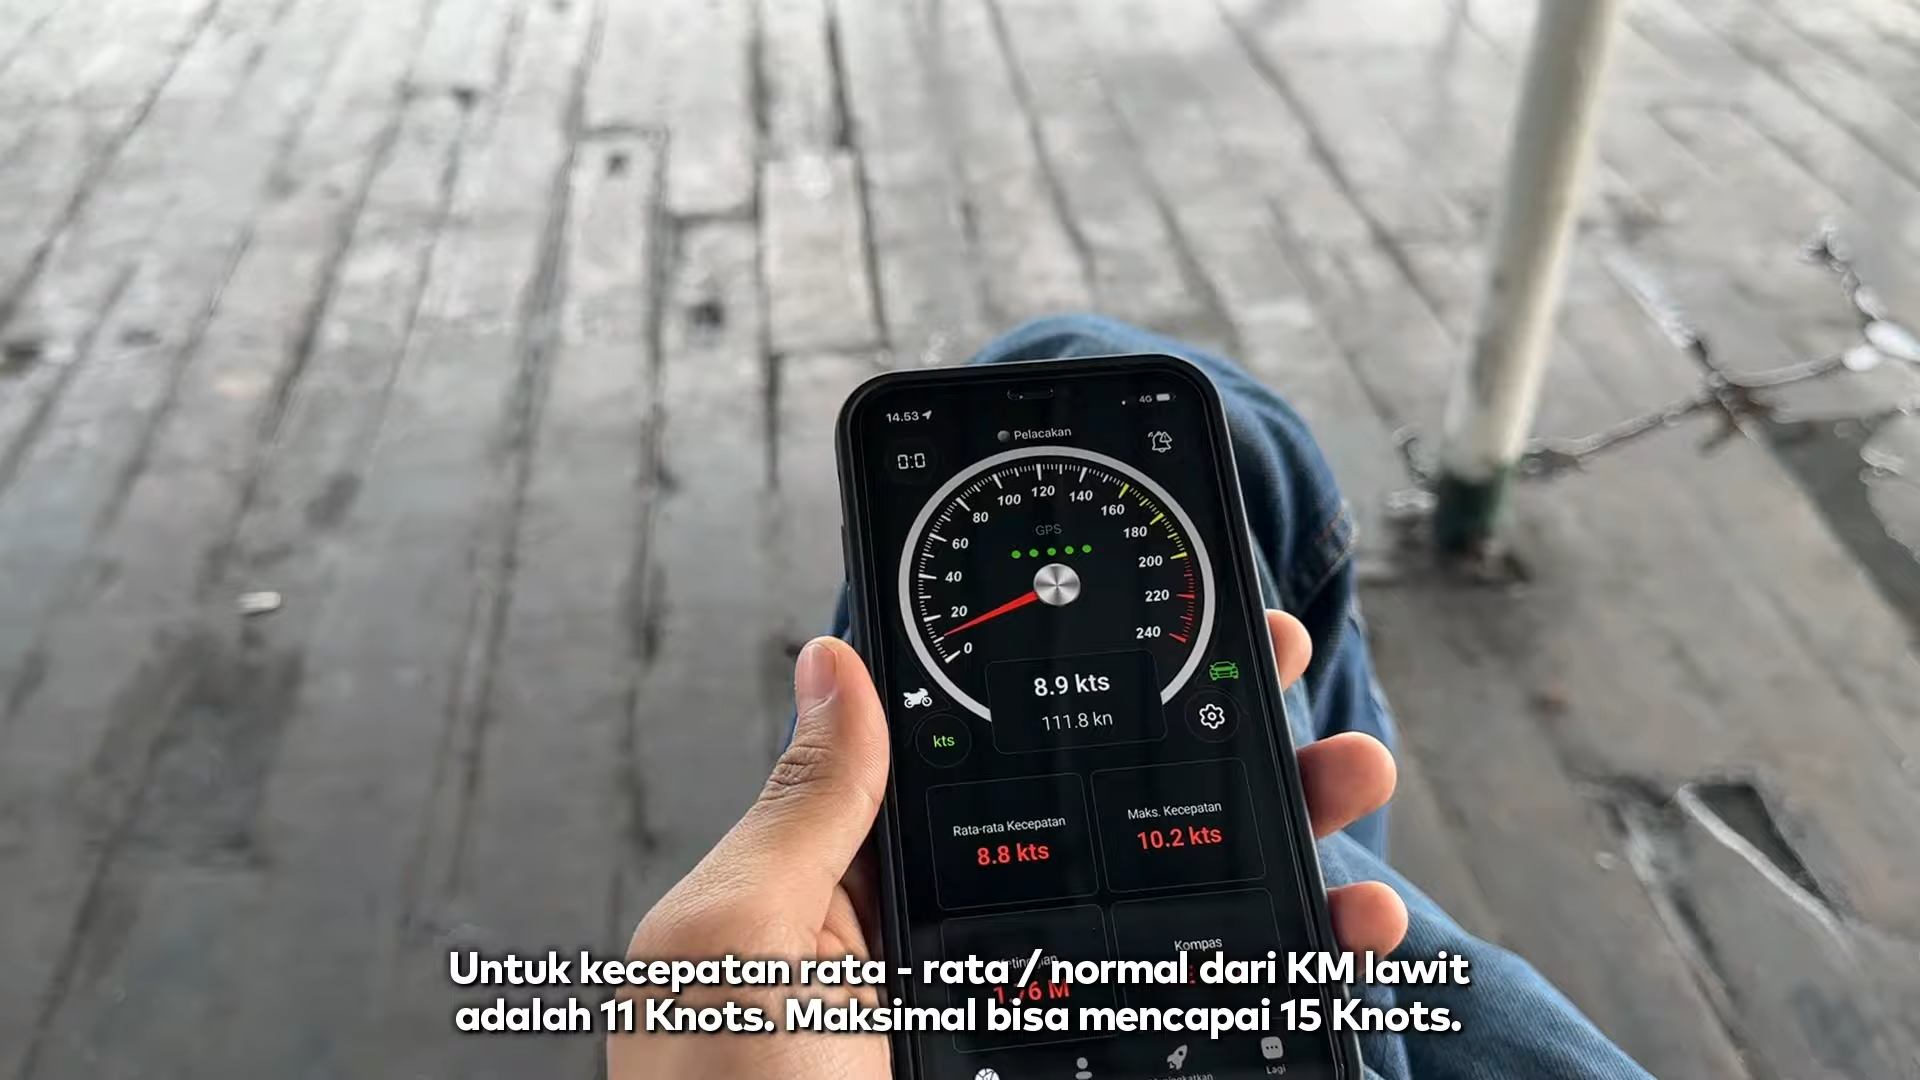 14.53
4G
Pelacakan
0:0
0
20
40
60
80
100
120
140
160
180
200
220
240
GPS
8.9 kts
111.8 kn
kts
Rata-rata Kecepatan
8.8 kts
Maks. Kecepatan
10.2 kts
Kompas
Untuk kecepatan rata - rata / normal dari KM lawit
adalah 11 Knots. Maksimal bisa mencapai 15 Knots.
Lagi